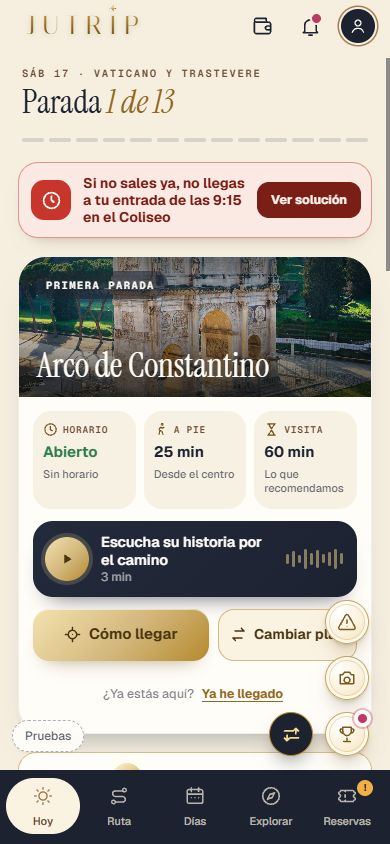 JUTRIP
SÁB 17 · VATICANO Y TRASTEVERE
Parada 1 de 13
Si no sales ya, no llegas
a tu entrada de las 9:15
en el Coliseo
Ver solución
PRIMERA PARADA
Arco de Constantino
HORARIO
Abierto
Sin horario
A PIE
25 min
Desde el centro
VISITA
60 min
Lo que
recomendamos
Escucha su historia por
el camino
3 min
Cómo llegar
Cambiar pla
¿Ya estás aquí? Ya he llegado
Pruebas
Hoy
Ruta
Días
Explorar
!
Reservas